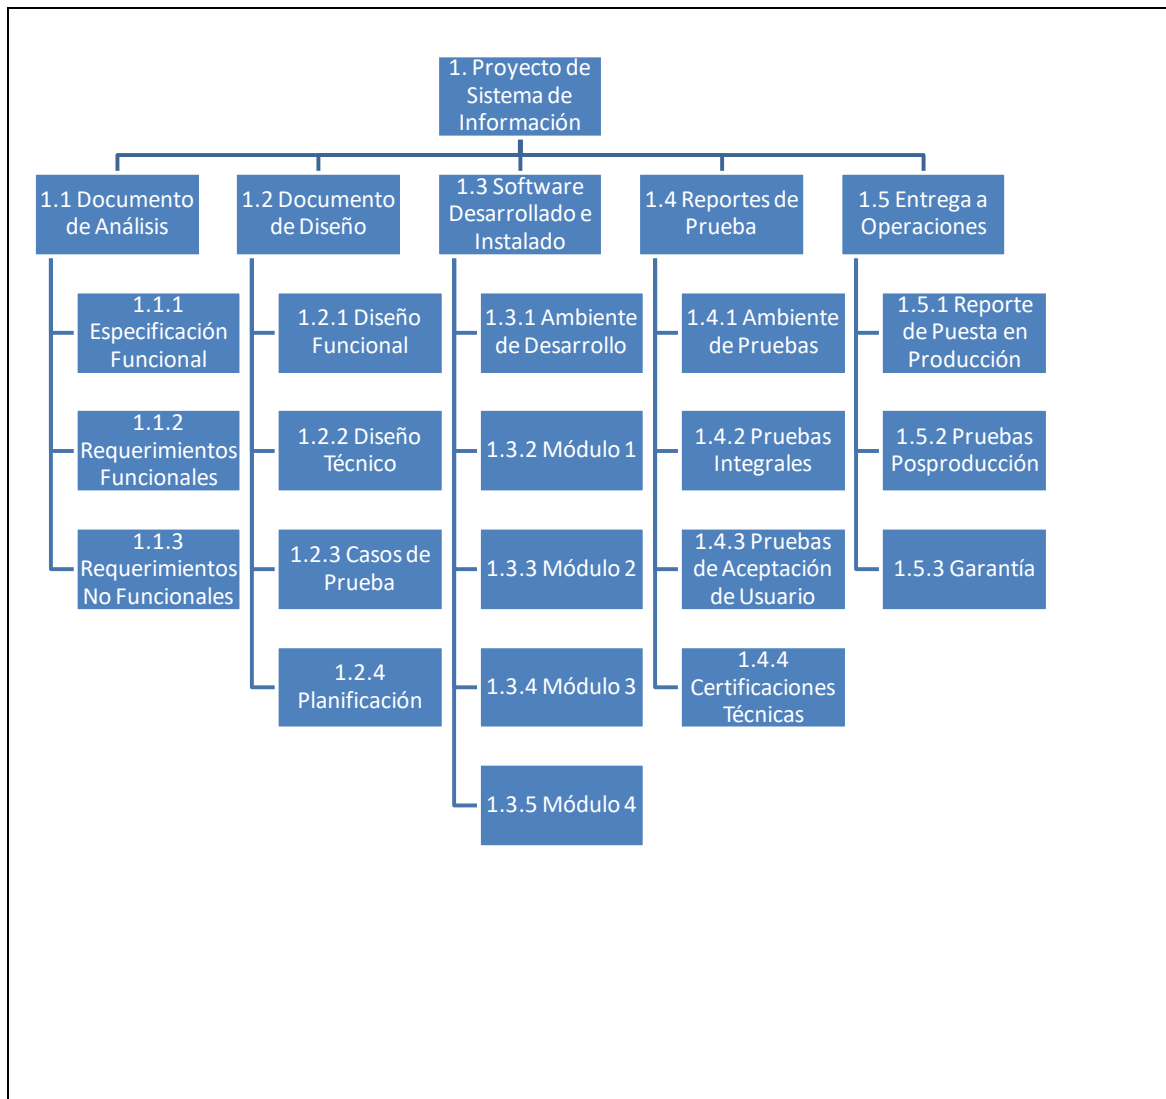 1. Proyecto de
Sistema de
Información
1.1 Documento
de Análisis
1.1.1
Especificación
Funcional
1.1.2
Requerimientos
Funcionales
1.1.3
Requerimientos
No Funcionales
1.2 Documento
de Diseño
1.2.1 Diseño
Funcional
1.2.2 Diseño
Técnico
1.2.3 Casos de
Prueba
1.2.4
Planificación
1.3 Software
Desarrollado e
Instalado
1.3.1 Ambiente
de Desarrollo
1.3.2 Módulo 1
1.3.3 Módulo 2
1.3.4 Módulo 3
1.3.5 Módulo 4
1.4 Reportes de
Prueba
1.4.1 Ambiente
de Pruebas
1.4.2 Pruebas
Integrales
1.4.3 Pruebas
de Aceptación
de Usuario
1.4.4
Certificaciones
Técnicas
1.5 Entrega a
Operaciones
1.5.1 Reporte
de Puesta en
Producción
1.5.2 Pruebas
Posproducción
1.5.3 Garantía